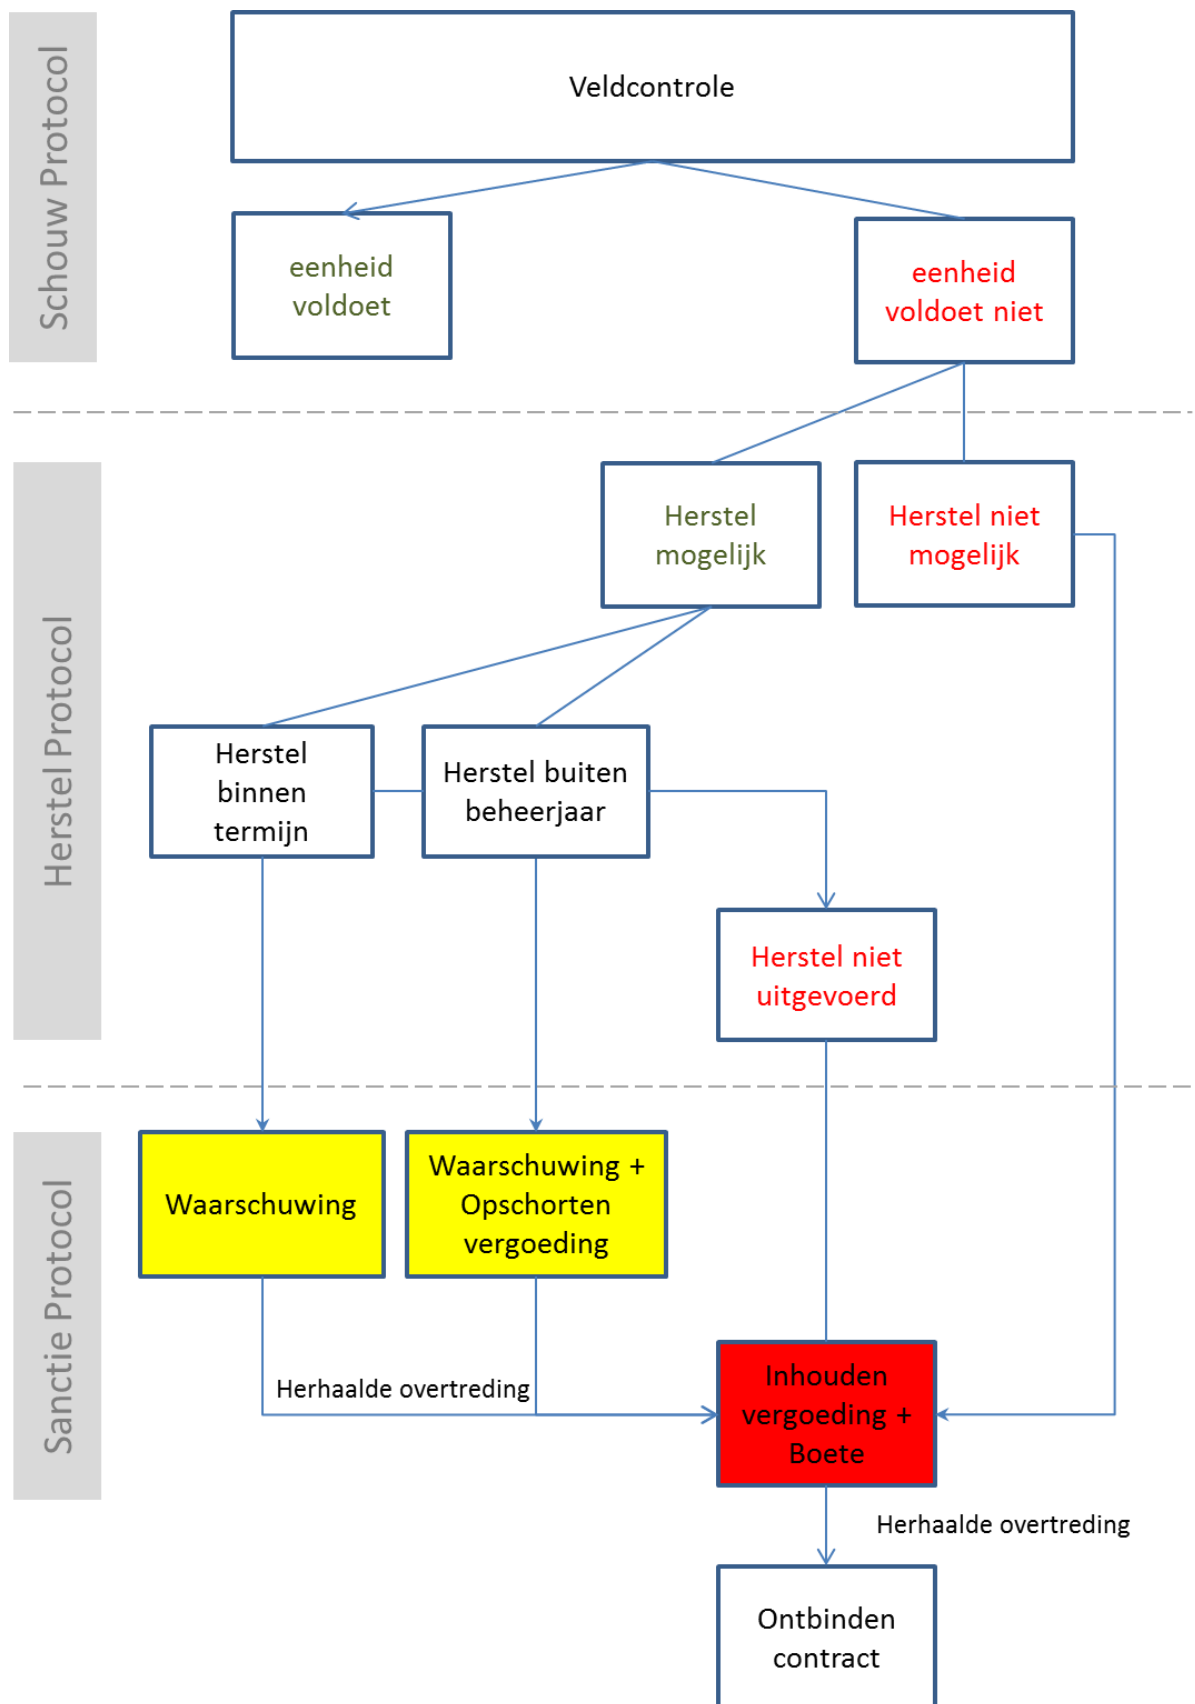 Schouw Protocol
Veldcontrole
eenheid
voldoet
eenheid
voldoet niet
Herstel Protocol
Herstel
mogelijk
Herstel niet
mogelijk
Herstel
binnen
termijn
Herstel buiten
beheerjaar
Herstel niet
uitgevoerd
Sanctie Protocol
Waarschuwing
Waarschuwing +
Opschorten
vergoeding
Herhaalde overtreding
Inhouden
vergoeding +
Boete
Herhaalde overtreding
Ontbinden
contract